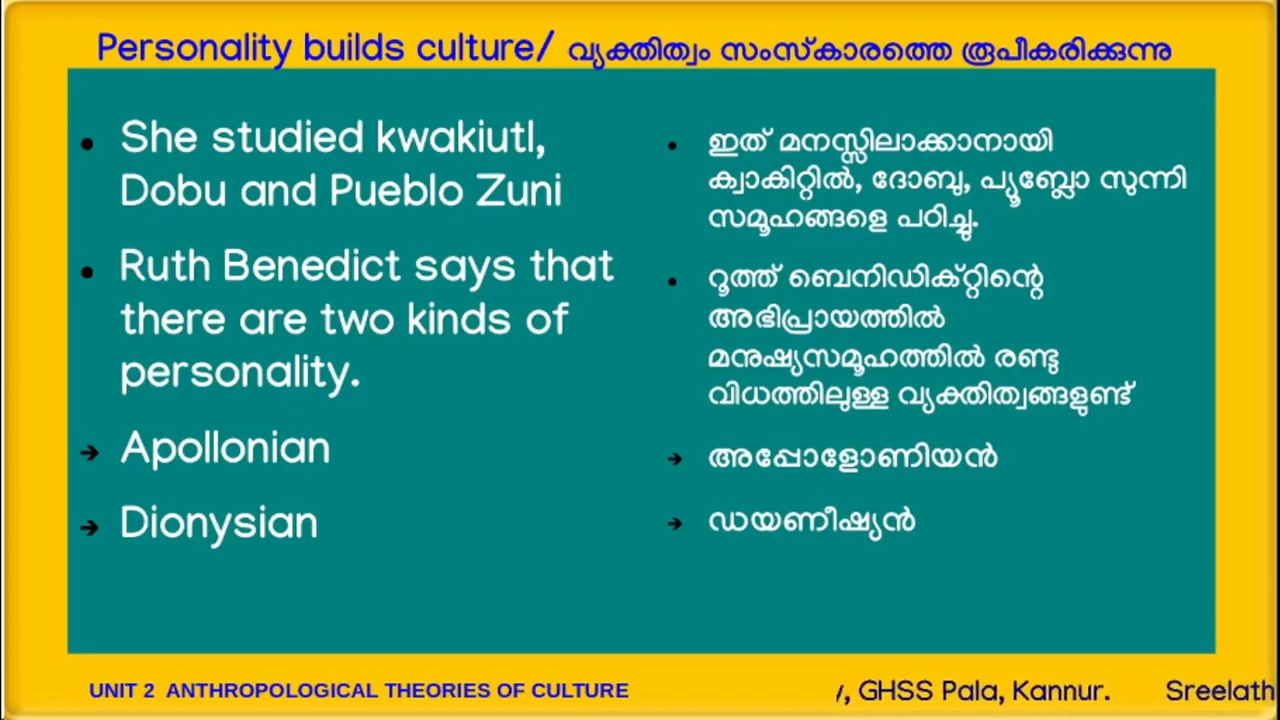 Personality builds culture/ വ്യക്തിത്വം സംസ്‌കാരത്തെ രൂപീകരിക്കുന്നു
She studied kwakiutl,
Dobu and Pueblo Zuni
Ruth Benedict says that
there are two kinds of
personality.
Apollonian
Dionysian
ഇത് മനസ്സിലാക്കാനായി
ക്വാകിറ്റിൽ, ദോബു, പ്യൂബ്ലോ സുന്നി
സമൂഹങ്ങളെ പഠിച്ചു.
റൂത്ത് ബെനിഡിക്റ്റിന്റെ
അഭിപ്രായത്തിൽ
മനുഷ്യസമൂഹത്തിൽ രണ്ടു
വിധത്തിലുള്ള വ്യക്തിത്വങ്ങളുണ്ട്
അപ്പോളോണിയൻ
ഡയണീഷ്യൻ
UNIT 2 ANTHROPOLOGICAL THEORIES OF CULTURE
, GHSS Pala, Kannur. Sreelath